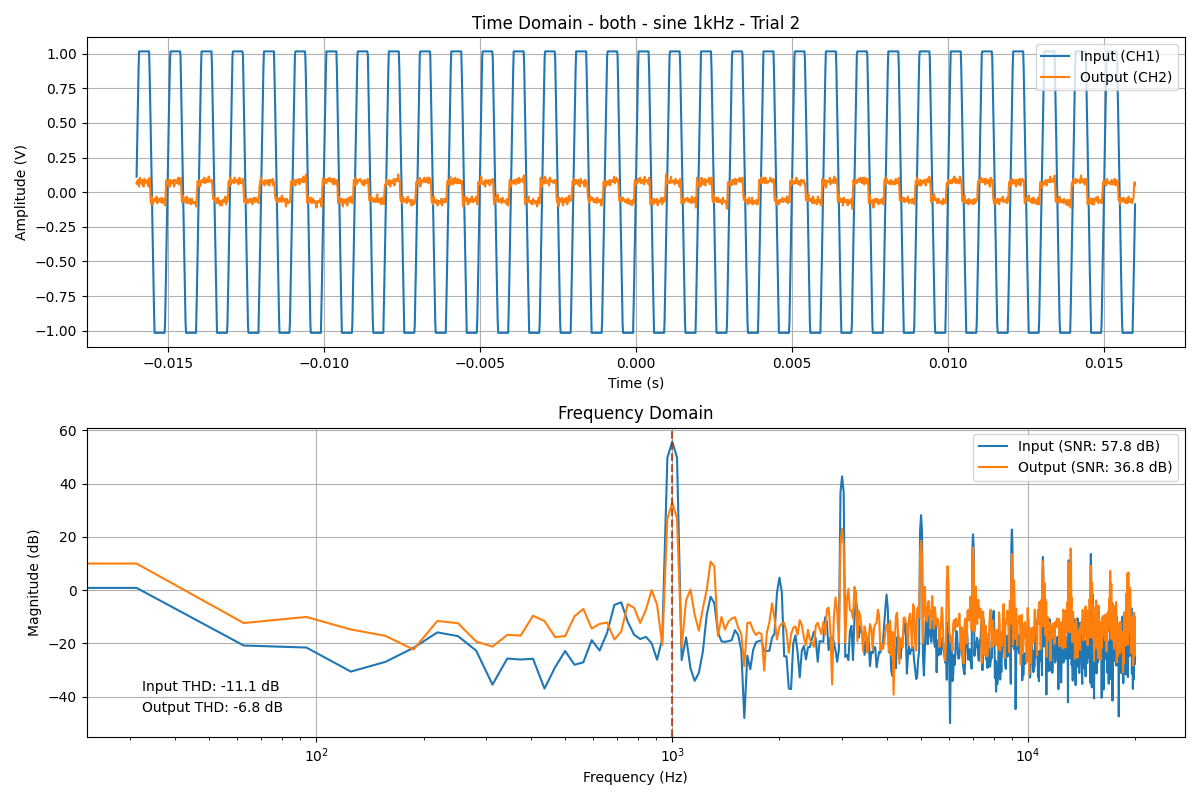 Time Domain - both - sine 1kHz - Trial 2
Amplitude (V)
1.00
0.75
0.50
0.25
0.00
−0.25
−0.50
−0.75
−1.00
Input (CH1)
Output (CH2)
−0.015
−0.010
−0.005
0.000
0.005
0.010
0.015
Time (s)
Frequency Domain
Magnitude (dB)
60
40
20
0
−20
−40
Input (SNR: 57.8 dB)
Output (SNR: 36.8 dB)
Input THD: -11.1 dB
Output THD: -6.8 dB
10²
10³
10⁴
Frequency (Hz)